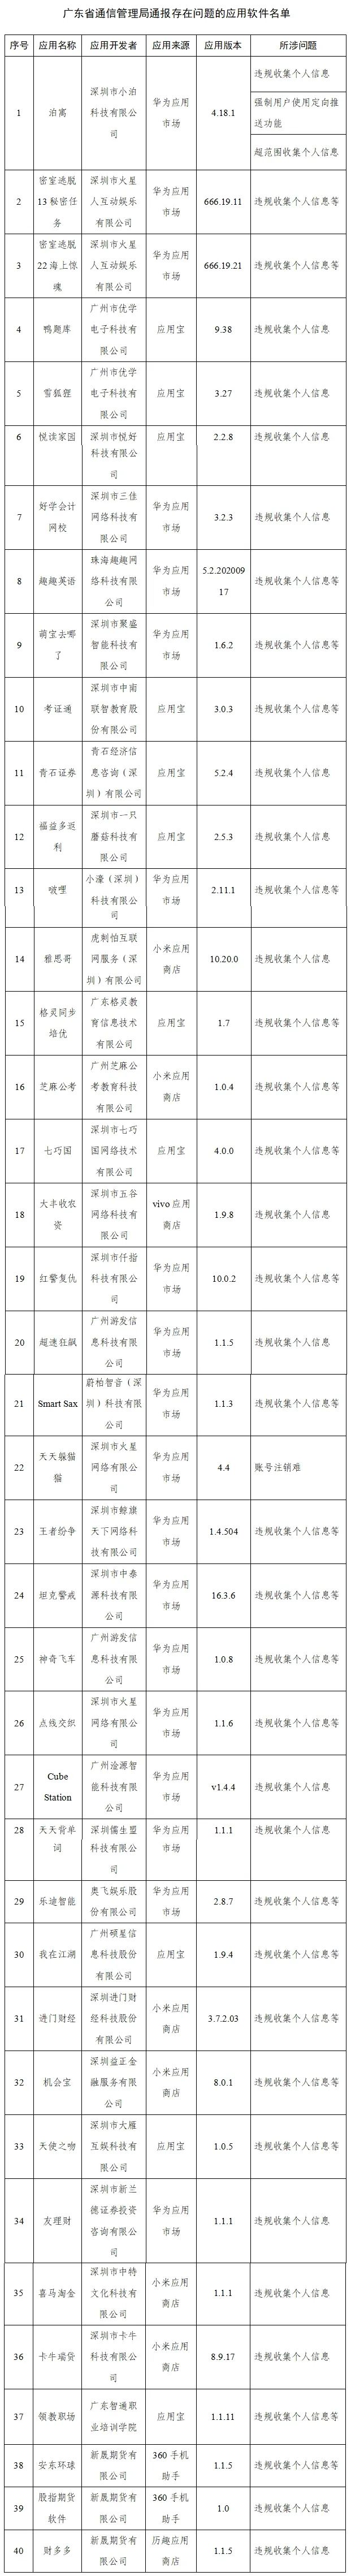 广东省通信管理局通报存在问题的应用软件名单
序号 应用名称 应用开发者 应用来源 应用版本 所涉问题
1 泊寓 深圳市小泊科技有限公司 华为应用市场 4.18.1 违规收集个人信息
强制用户使用定向推送功能
超范围收集个人信息
2 密室逃脱13秘密任务 深圳市火星人互动娱乐有限公司 华为应用市场 666.19.11 违规收集个人信息等
3 密室逃脱22海上惊魂 深圳市火星人互动娱乐有限公司 华为应用市场 666.19.21 违规收集个人信息等
4 鸭题库 广州市优学电子科技有限公司 应用宝 9.38 违规收集个人信息
5 雪狐狸 广州市优学电子科技有限公司 应用宝 3.27 违规收集个人信息
6 悦读家园 深圳市悦好科技有限公司 应用宝 2.2.8 违规收集个人信息
7 好学会计网校 深圳市三佳网络科技有限公司 华为应用市场 3.2.3 违规收集个人信息
8 趣趣英语 珠海趣趣网络科技有限公司 华为应用市场 5.2.20200917 违规收集个人信息等
9 萌宝去哪了 深圳市聚盛智能科技有限公司 华为应用市场 1.6.2 违规收集个人信息等
10 考证通 深圳市中南联智教育股份有限公司 应用宝 3.0.3 违规收集个人信息等
11 青石证券 青石经济信息咨询（深圳）有限公司 应用宝 5.2.4 违规收集个人信息
12 福益多返利 深圳市一只蘑菇科技有限公司 应用宝 2.5.3 违规收集个人信息
13 啵哩 小濠（深圳）科技有限公司 华为应用市场 2.11.1 违规收集个人信息等
14 雅思哥 虎刺怕互联网服务（深圳）有限公司 小米应用商店 10.20.0 违规收集个人信息
15 格灵同步培优 广东格灵教育信息技术有限公司 应用宝 1.7 违规收集个人信息等
16 芝麻公考 广州芝麻公考教育科技有限公司 小米应用商店 1.0.4 违规收集个人信息等
17 七巧国 深圳市七巧国网络技术有限公司 应用宝 4.0.0 违规收集个人信息等
18 大丰收农资 深圳市五谷网络科技有限公司 vivo应用商店 1.9.8 违规收集个人信息
19 红警复仇 深圳市仟指科技有限公司 华为应用市场 10.0.2 违规收集个人信息等
20 超速狂飙 广州游发信息科技有限公司 华为应用市场 1.1.5 违规收集个人信息
21 Smart Sax 蔚柏智音（深圳）科技有限公司 华为应用市场 1.1.3 违规收集个人信息等
22 天天躲猫猫 深圳市火星网络有限公司 华为应用市场 4.4 账号注销难
23 王者纷争 深圳市鲸旗天下网络科技有限公司 华为应用市场 1.4.504 违规收集个人信息等
24 坦克警戒 深圳市中泰源科技有限公司 华为应用市场 16.3.6 违规收集个人信息等
25 神奇飞车 广州游发信息科技有限公司 华为应用市场 1.0.8 违规收集个人信息等
26 点线交织 深圳市火星网络有限公司 华为应用市场 1.1.6 违规收集个人信息等
27 Cube Station 广州淦源智能科技有限公司 华为应用市场 v1.4.4 违规收集个人信息
28 天天背单词 深圳儒生盟科技有限公司 华为应用市场 1.1.1 违规收集个人信息
29 乐迪智能 奥飞娱乐股份有限公司 华为应用市场 2.8.7 违规收集个人信息等
30 我在江湖 广州硕星信息科技股份有限公司 应用宝 1.9.4 违规收集个人信息等
31 进门财经 深圳进门财经科技股份有限公司 小米应用商店 3.7.2.03 违规收集个人信息等
32 机会宝 深圳益正金融服务有限公司 小米应用商店 8.0.1 违规收集个人信息等
33 天使之吻 深圳市大雁互娱科技有限公司 应用宝 1.0.5 违规收集个人信息等
34 友理财 深圳市新兰德证券投资咨询有限公司 华为应用市场 1.1.1 违规收集个人信息
35 喜马淘金 深圳市中特文化科技有限公司 小米应用商店 1.1.1 违规收集个人信息
36 卡牛瑞贷 深圳市卡牛科技有限公司 小米应用商店 8.9.17 违规收集个人信息
37 领教职场 广东智通职业培训学院 应用宝 1.1.11 违规收集个人信息等
38 安东环球 新晟期货有限公司 360手机助手 1.1.5 违规收集个人信息等
39 股指期货软件 新晟期货有限公司 360手机助手 1.0 违规收集个人信息
40 财多多 新晟期货有限公司 历趣应用商店 1.1.5 违规收集个人信息